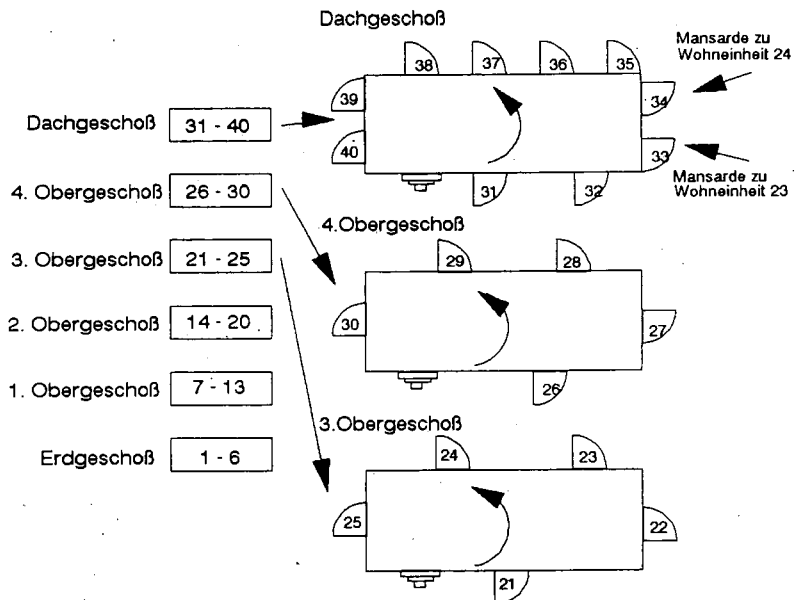 Dachgeschoß
Mansarde zu
Wohneinheit 24
38 37 36 35
39 34
Dachgeschoß 31 - 40
40 33
Mansarde zu
Wohneinheit 23
31 32
4. Obergeschoß 26 - 30
4.Obergeschoß
3. Obergeschoß 21 - 25
29 28
2. Obergeschoß 14 - 20
30 27
1. Obergeschoß 7 - 13
26
3.Obergeschoß
Erdgeschoß 1 - 6
24 23
25 22
21